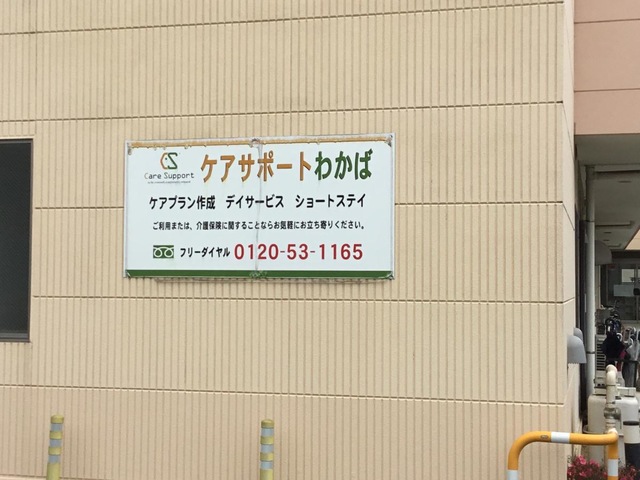 CS
Care Support
ケアサポートわかば
ケアプラン作成 デイサービス ショートステイ
ご利用または、介護保険に関することならお気軽にお立ち寄りください。
フリーダイヤル 0120-53-1165